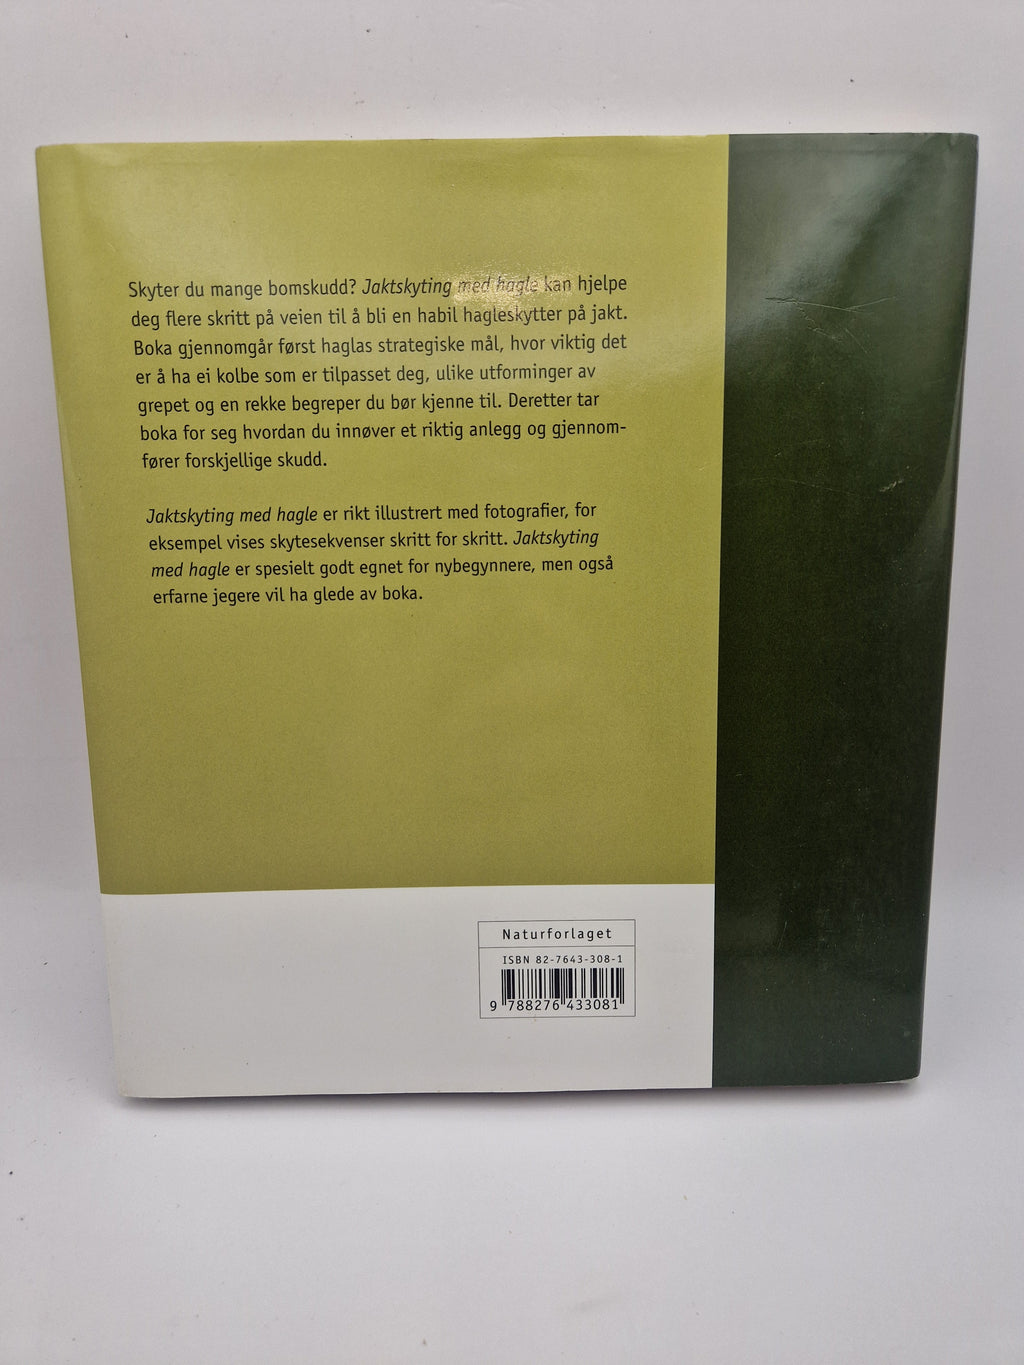 Skyter du mange bomskudd? Jaktskyting med hagle kan hjelpe
deg flere skritt på veien til å bli en habil hagleskytter på jakt.
Boka gjennomgår først haglas strategiske mål, hvor viktig det
er å ha ei kolbe som er tilpasset deg, ulike utforminger av
grepet og en rekke begreper du bør kjenne til. Deretter tar
boka for seg hvordan du innøver et riktig anlegg og gjennom-
fører forskjellige skudd.
Jaktskyting med hagle er rikt illustrert med fotografier, for
eksempel vises skytesekvenser skritt for skritt. Jaktskyting
med hagle er spesielt godt egnet for nybegynnere, men også
erfarne jegere vil ha glede av boka.
Naturforlaget
ISBN 82-7643-308-1
9 788276 433081